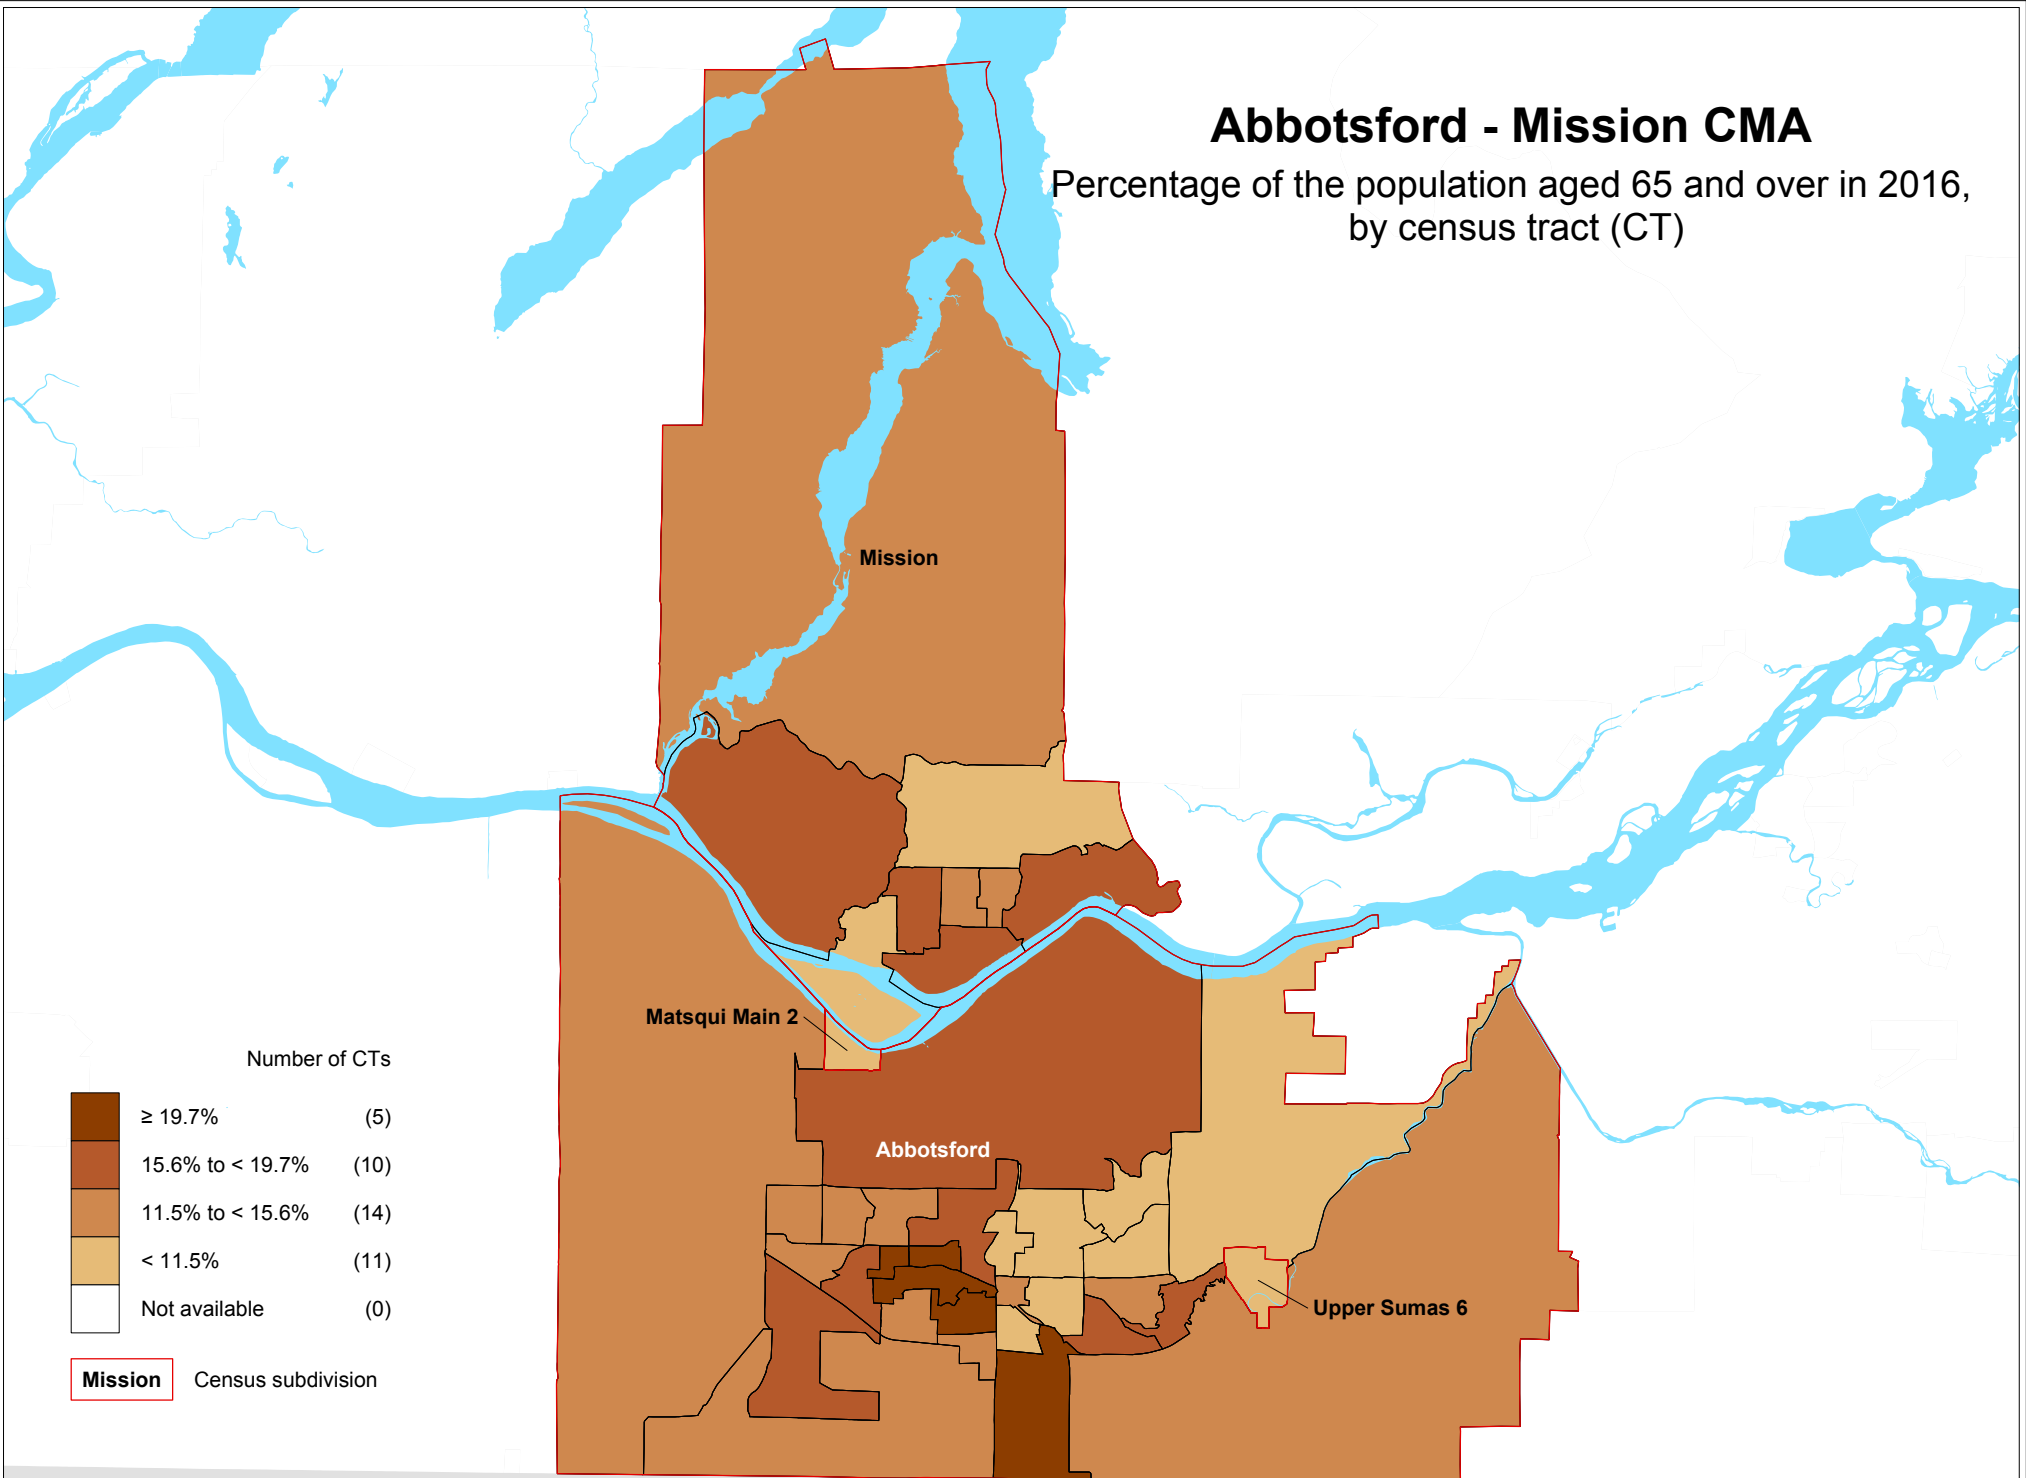 Abbotsford - Mission CMA
Percentage of the population aged 65 and over in 2016,
by census tract (CT)
Mission
Matsqui Main 2
Abbotsford
Upper Sumas 6
Number of CTs
≥ 19.7% (5)
15.6% to < 19.7% (10)
11.5% to < 15.6% (14)
< 11.5% (11)
Not available (0)
Mission Census subdivision